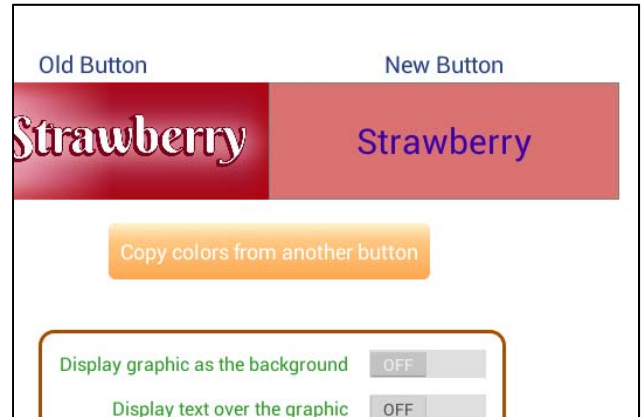 Old Button New Button
Strawberry Strawberry
Copy colors from another button
Display graphic as the background OFF
Display text over the graphic OFF